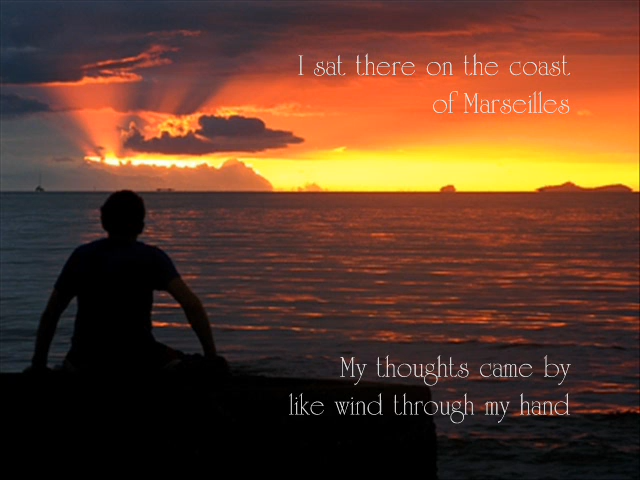 I sat there on the coast
of Marseilles
My thoughts came by
like wind through my hand